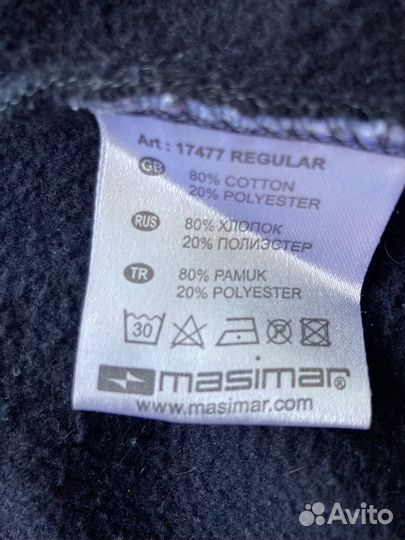 Art : 17477 REGULAR
GB 80% COTTON
20% POLYESTER
RUS 80% ХЛОПОК
20% ПОЛИЭСТЕР
TR 80% PAMUK
20% POLYESTER
30
masimar®
www.masimar.com
Avito